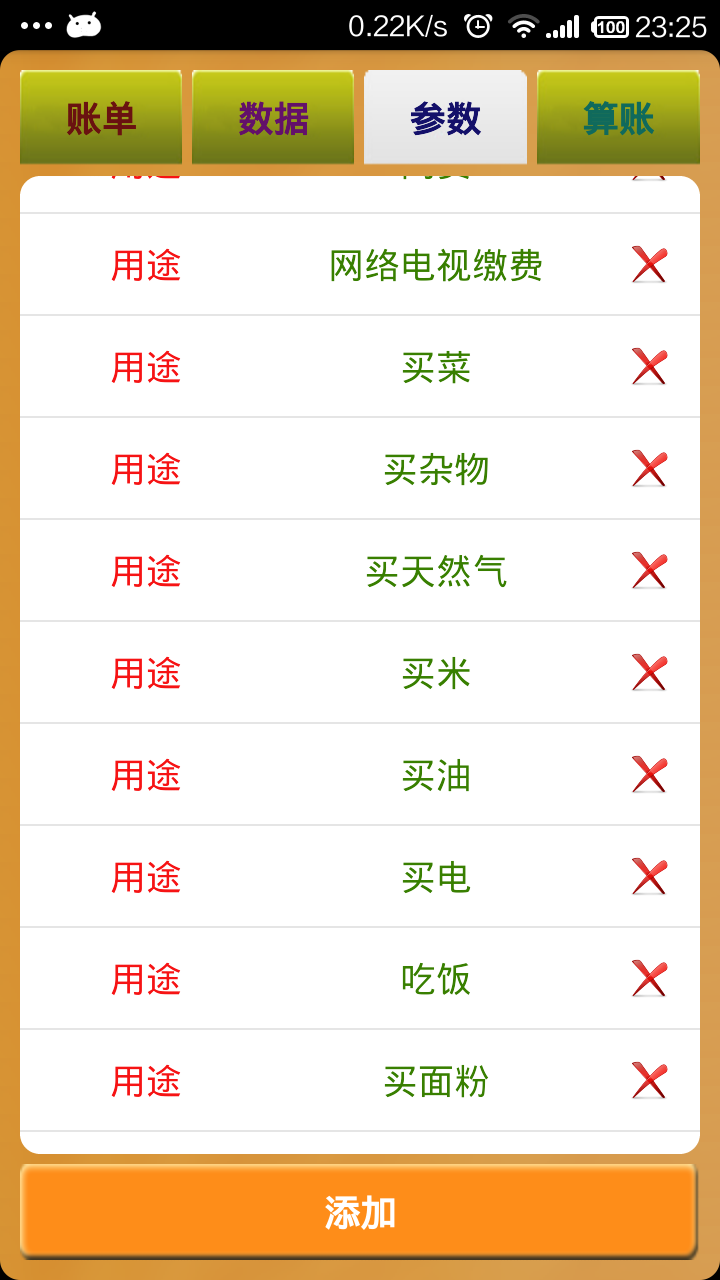 0.22K/s 100 23:25
账单 数据 参数 算账
用途 网络电视缴费
用途 买菜
用途 买杂物
用途 买天然气
用途 买米
用途 买油
用途 买电
用途 吃饭
用途 买面粉
添加